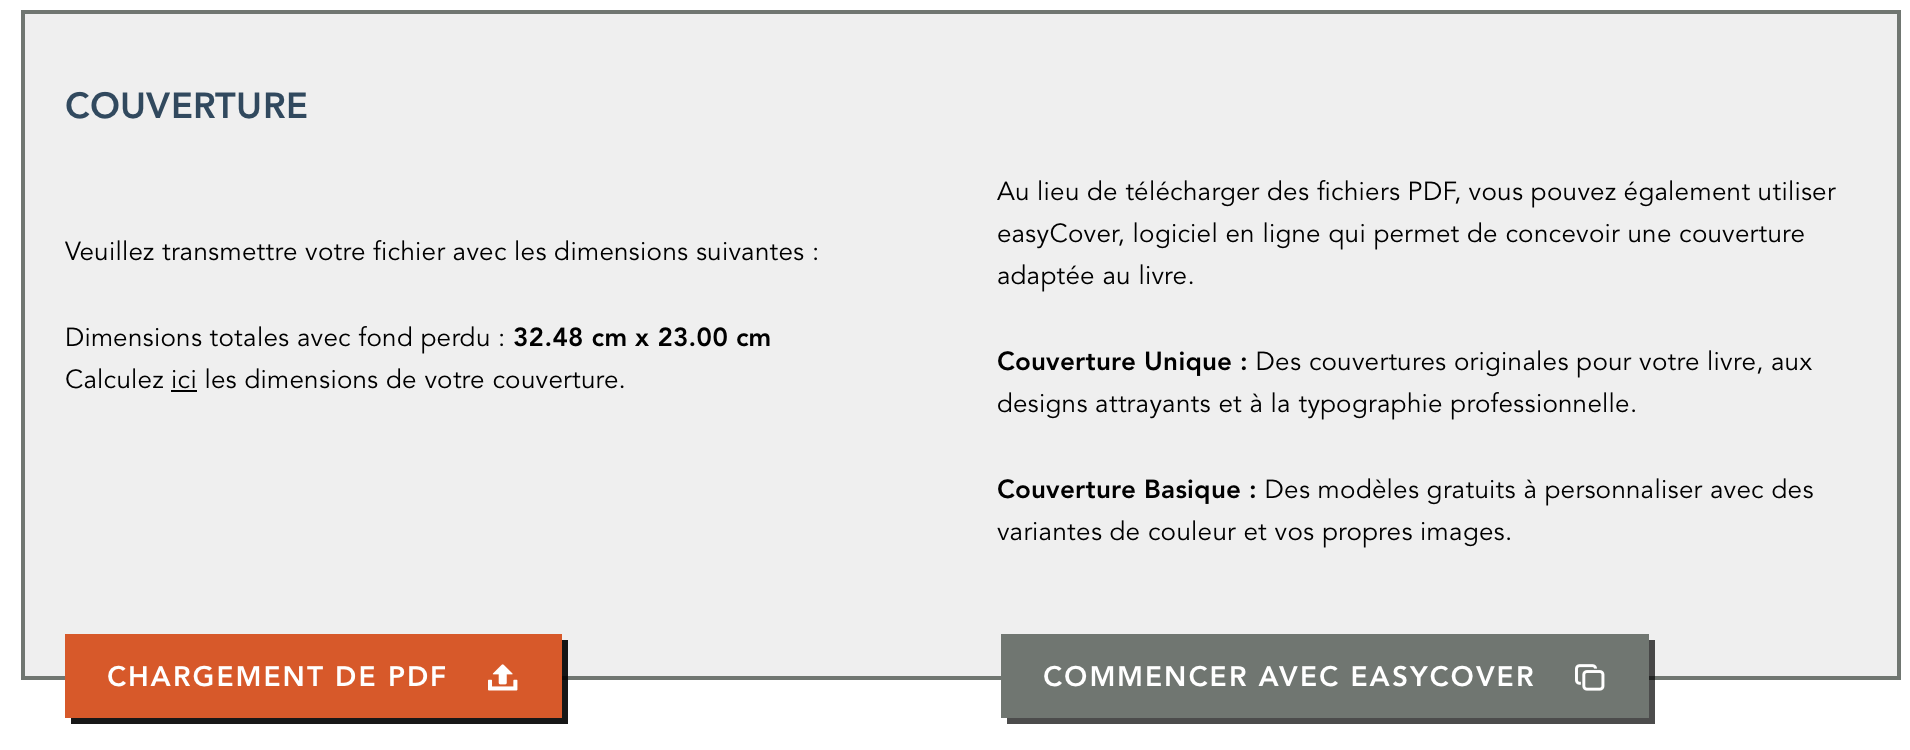 COUVERTURE
Veuillez transmettre votre fichier avec les dimensions suivantes :
Dimensions totales avec fond perdu : 32.48 cm x 23.00 cm
Calculez ici les dimensions de votre couverture.
CHARGEMENT DE PDF
Au lieu de télécharger des fichiers PDF, vous pouvez également utiliser
easyCover, logiciel en ligne qui permet de concevoir une couverture
adaptée au livre.
Couverture Unique : Des couvertures originales pour votre livre, aux
designs attrayants et à la typographie professionnelle.
Couverture Basique : Des modèles gratuits à personnaliser avec des
variantes de couleur et vos propres images.
COMMENCER AVEC EASYCOVER